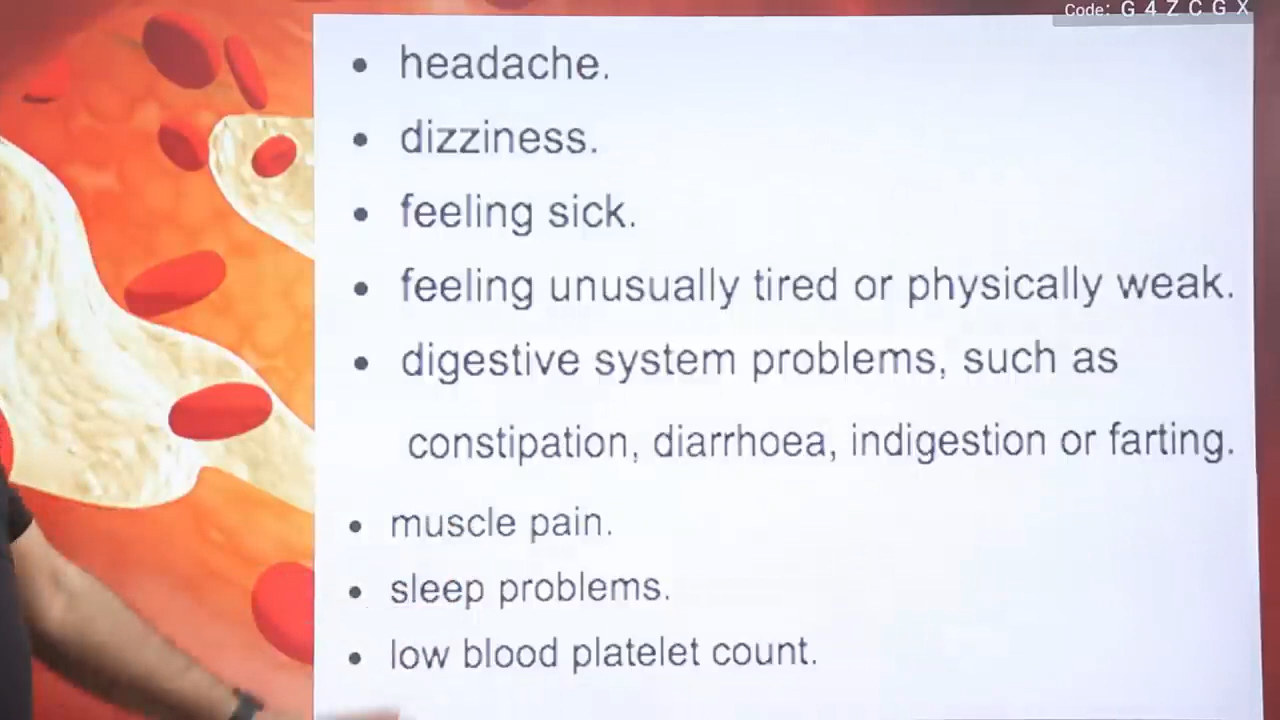 Code: G 4 Z C G X
• headache.
• dizziness.
• feeling sick.
• feeling unusually tired or physically weak.
• digestive system problems, such as
constipation, diarrhoea, indigestion or farting.
• muscle pain.
• sleep problems.
• low blood platelet count.